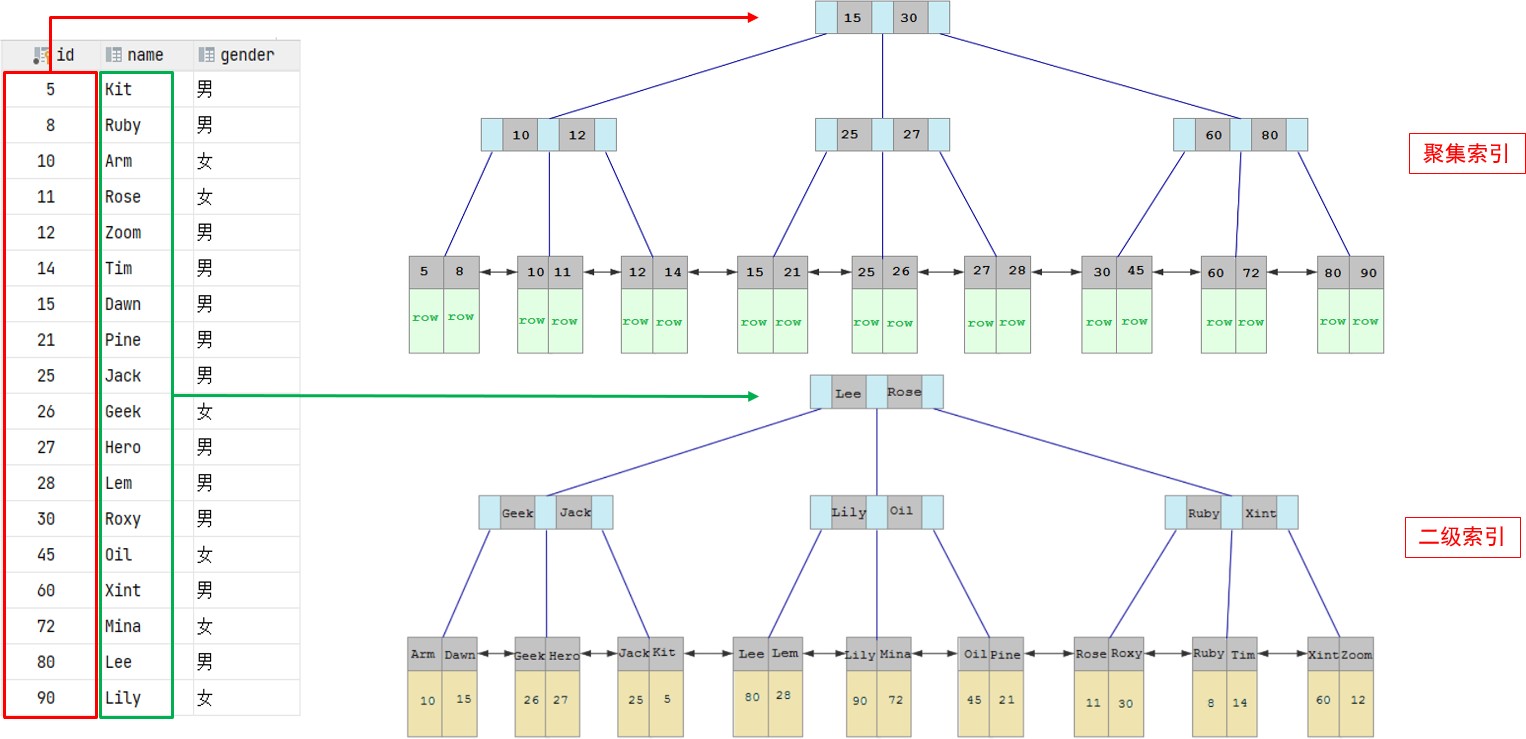 id name gender
5 Kit 男
8 Ruby 男
10 Arm 女
11 Rose 女
12 Zoom 男
14 Tim 男
15 Dawn 男
21 Pine 男
25 Jack 男
26 Geek 女
27 Hero 男
28 Lem 男
30 Roxy 男
45 Oil 女
60 Xint 男
72 Mina 女
80 Lee 男
90 Lily 女
15 30
10 12 25 27 60 80
聚集索引
5 8 10 11 12 14 15 21 25 26 27 28 30 45 60 72 80 90
row row row row row row row row row row row row row row row row row row
Lee Rose
Geek Jack Lily Oil Ruby Xint
二级索引
Arm Dawn Geek Hero Jack Kit Lee Lem Lily Mina Oil Pine Rose Roxy Ruby Tim Xint Zoom
10 15 26 27 25 5 80 28 90 72 45 21 11 30 8 14 60 12